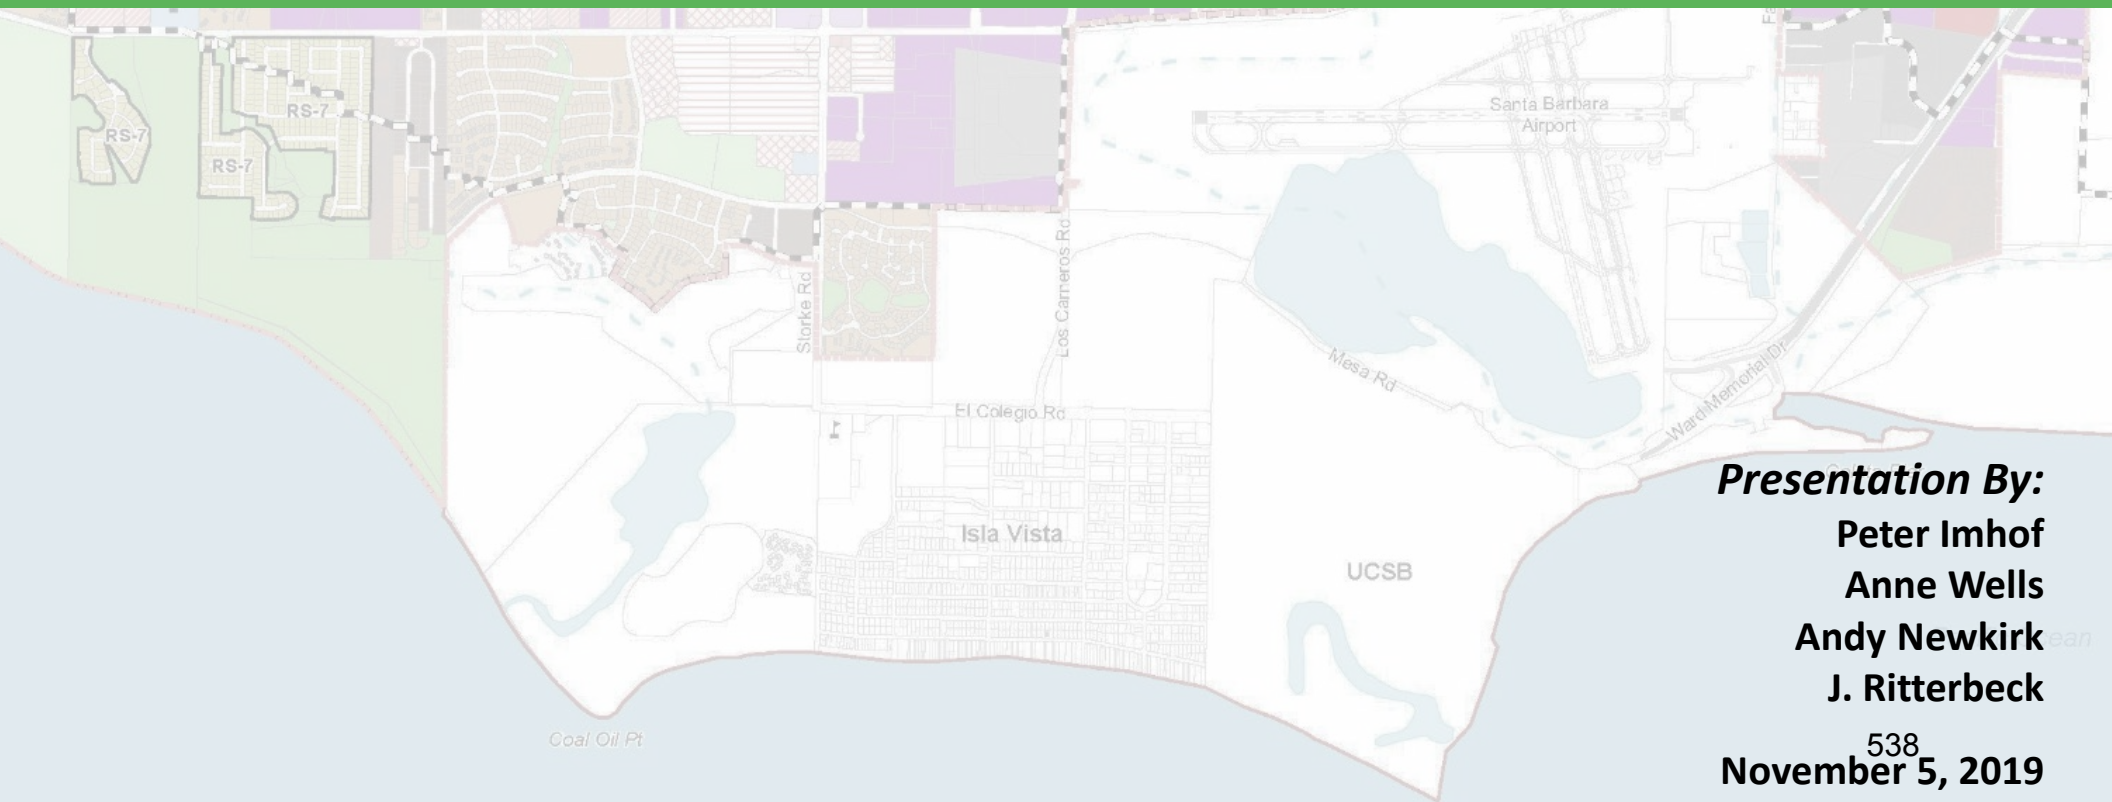 RS-7
RS-7
RS-7
Santa Barbara
Airport
Los Carneros Rd
Storke Rd
Mesa Rd
Ward Memorial Dr
El Colegio Rd
Isla Vista
UCSB
Coal Oil Pt
Presentation By:
Peter Imhof
Anne Wells
Andy Newkirk
J. Ritterbeck
538
November 5, 2019